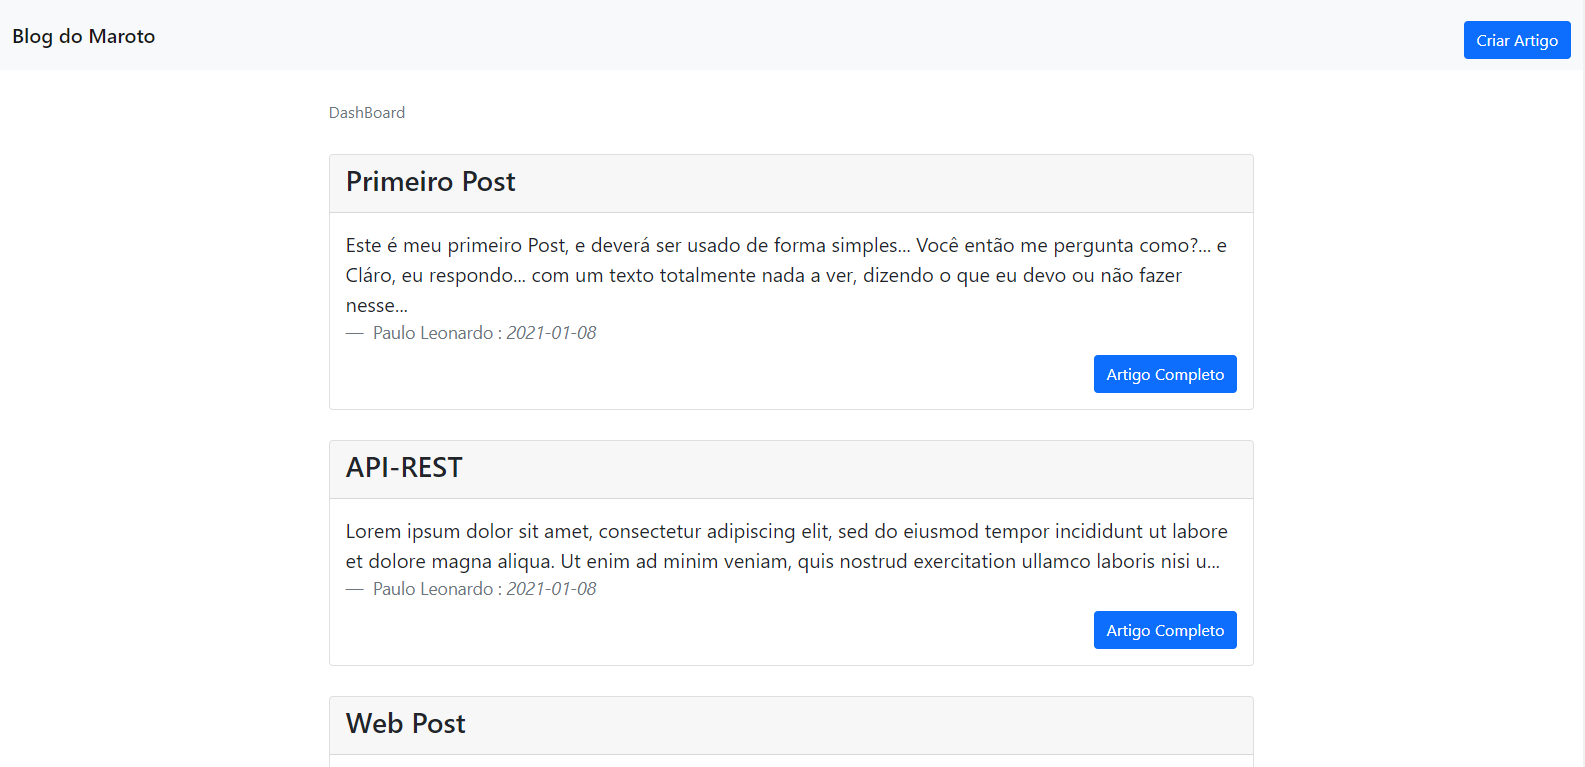 Blog do Maroto
Criar Artigo
DashBoard
Primeiro Post
Este é meu primeiro Post, e deverá ser usado de forma simples... Você então me pergunta como?... e
Cláro, eu respondo... com um texto totalmente nada a ver, dizendo o que eu devo ou não fazer
nesse...
— Paulo Leonardo : 2021-01-08
Artigo Completo
API-REST
Lorem ipsum dolor sit amet, consectetur adipiscing elit, sed do eiusmod tempor incididunt ut labore
et dolore magna aliqua. Ut enim ad minim veniam, quis nostrud exercitation ullamco laboris nisi u...
— Paulo Leonardo : 2021-01-08
Artigo Completo
Web Post